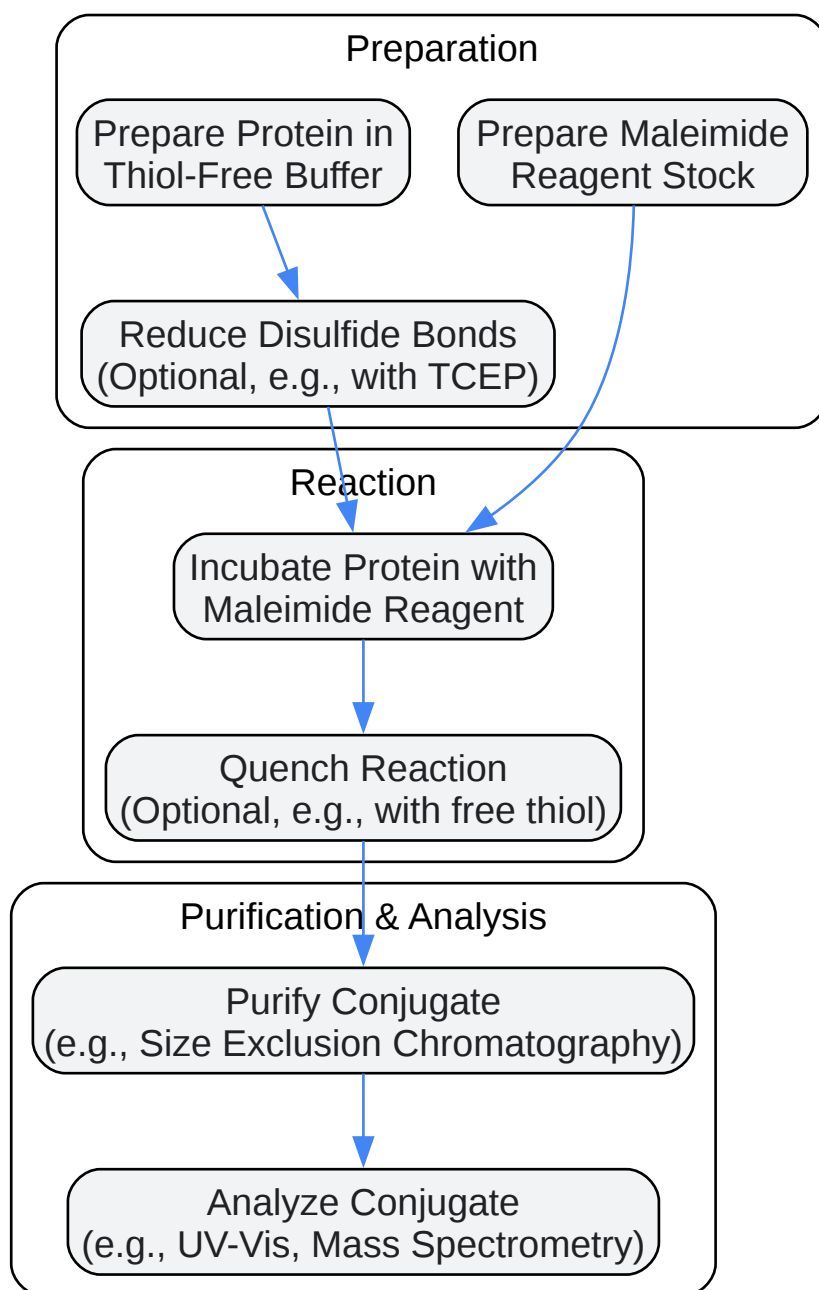 Preparation
Prepare Protein in
Thiol-Free Buffer
Prepare Maleimide
Reagent Stock
Reduce Disulfide Bonds
(Optional, e.g., with TCEP)
Reaction
Incubate Protein with
Maleimide Reagent
Quench Reaction
(Optional, e.g., with free thiol)
Purification & Analysis
Purify Conjugate
(e.g., Size Exclusion Chromatography)
Analyze Conjugate
(e.g., UV-Vis, Mass Spectrometry)